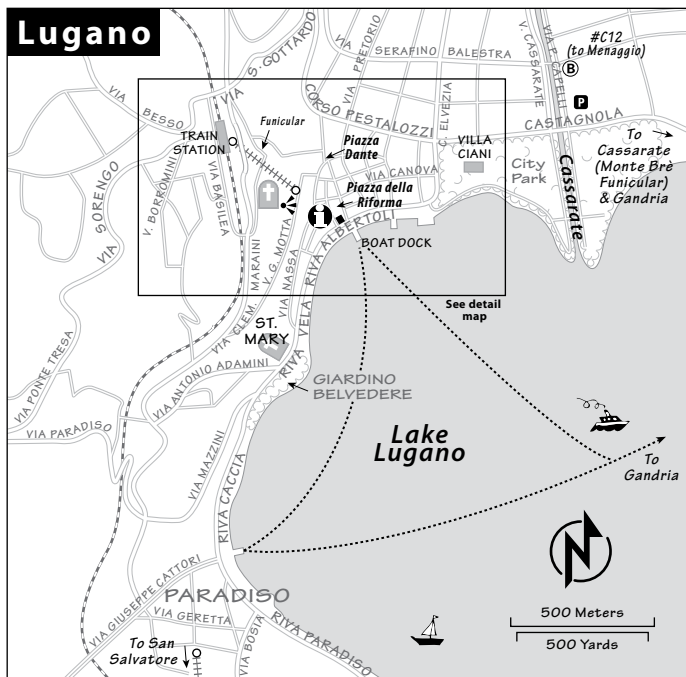 Lugano
VIA S. GOTTARDO
VIA PRETORIO
VIA
SERAFINO BALESTRA
V. CASSARATE
VIA P. CAPELLI
#C12
(to Menaggio)
B
P
VIA BESSO
TRAIN
STATION
Funicular
CORSO PESTALOZZI
C. ELVEZIA
CASTAGNOLA
Piazza
Dante
VILLA
CIANI
City
Park
Cassarate
To
Cassarate
(Monte Brè
Funicular)
& Gandria
VIA SORENGO
V. BORROMINI
VIA BASILEA
VIA CANOVA
Piazza della
Riforma
i
RIVA ALBERTOLI
BOAT DOCK
VIA CLEM. MARAINI
V. G. MOTTA
VIA NASSA
RIVA VELA
See detail
map
ST.
MARY
VIA PONTE TRESA
VIA ANTONIO ADAMINI
GIARDINO
BELVEDERE
VIA PARADISO
VIA MAZZINI
RIVA CACCIA
Lake
Lugano
To
Gandria
N
VIA GIUSEPPE CATTORI
PARADISO
VIA GERETTA
VIA BOSIA
RIVA PARADISO
To San
Salvatore
500 Meters
500 Yards